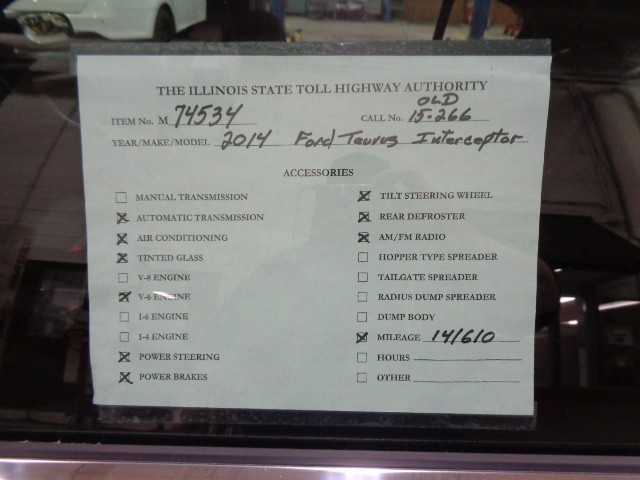 THE ILLINOIS STATE TOLL HIGHWAY AUTHORITY
OLD
ITEM NO. M 74534 CALL NO. 15-266
YEAR/MAKE/MODEL 2014 Ford Taurus Interceptor
ACCESSORIES
MANUAL TRANSMISSION
AUTOMATIC TRANSMISSION
AIR CONDITIONING
TINTED GLASS
V-8 ENGINE
V-6 ENGINE
I-6 ENGINE
I-4 ENGINE
POWER STEERING
POWER BRAKES
TILT STEERING WHEEL
REAR DEFROSTER
AM/FM RADIO
HOPPER TYPE SPREADER
TAILGATE SPREADER
RADIUS DUMP SPREADER
DUMP BODY
MILEAGE 141610
HOURS
OTHER